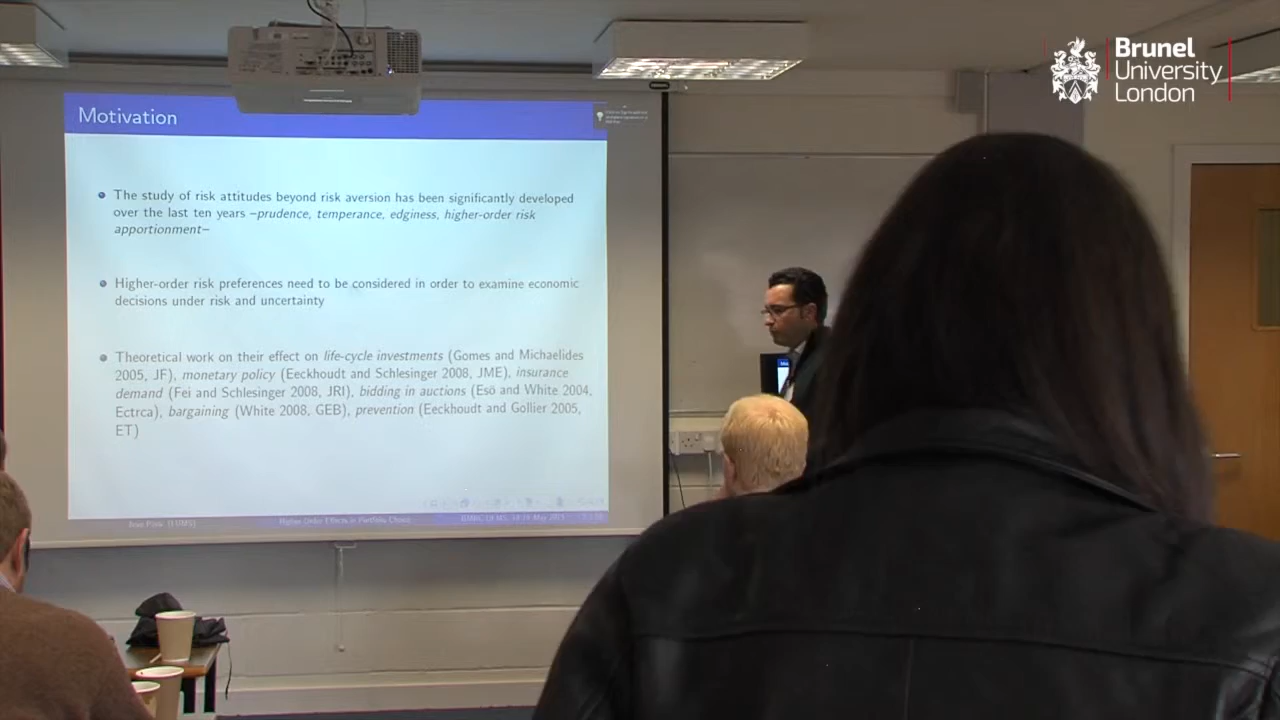 Brunel
University
London
Motivation
The study of risk attitudes beyond risk aversion has been significantly developed
over the last ten years –prudence, temperance, edginess, higher-order risk
apportionment–
Higher-order risk preferences need to be considered in order to examine economic
decisions under risk and uncertainty
Theoretical work on their effect on life-cycle investments (Gomes and Michaelides
2005, JF), monetary policy (Eeckhoudt and Schlesinger 2008, JME), insurance
demand (Fei and Schlesinger 2008, JRI), bidding in auctions (Esö and White 2004,
Ectrca), bargaining (White 2008, GEB), prevention (Eeckhoudt and Gollier 2005,
ET)
Higher Order Effects in Portfolio Choice
May